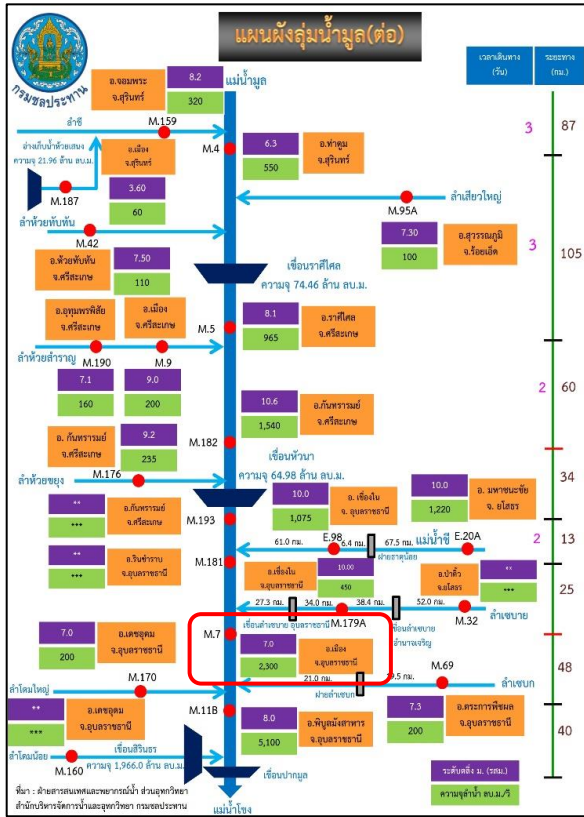 แผนผังลุ่มน้ำมูล(ต่อ)
กรมชลประทาน
เวลาเดินทาง
(วัน)
ระยะทาง
(กม.)
อ.จอมพระ
จ.สุรินทร์
8.2
320
แม่น้ำมูล
ลำชี
M.159
3
87
อ่างเก็บน้ำห้วยเสนง
ความจุ 21.96 ล้าน ลบ.ม.
อ.เมือง
จ.สุรินทร์
M.4
6.3
550
อ.ท่าตูม
จ.สุรินทร์
3.60
60
M.187
ลำเสียวใหญ่
M.95A
ลำห้วยทับทัน
M.42
7.30
100
อ.สุวรรณภูมิ
จ.ร้อยเอ็ด
3
105
อ.ห้วยทับทัน
จ.ศรีสะเกษ
7.50
110
เขื่อนราศีไศล
ความจุ 74.46 ล้าน ลบ.ม.
อ.อุทุมพรพิสัย
จ.ศรีสะเกษ
อ.เมือง
จ.ศรีสะเกษ
M.5
8.1
965
อ.ราศีไศล
จ.ศรีสะเกษ
ลำห้วยสำราญ
M.190
M.9
7.1
160
9.0
200
2
60
10.6
1,540
อ.กันทรารมย์
จ.ศรีสะเกษ
อ. กันทรารมย์
จ.ศรีสะเกษ
9.2
235
M.182
เขื่อนหัวนา
ความจุ 64.98 ล้าน ลบ.ม.
ลำห้วยขยุง
M.176
34
**
***
อ.กันทรารมย์
จ.ศรีสะเกษ
M.193
10.0
1,075
อ. เขื่องใน
จ. อุบลราชธานี
10.0
1,220
อ. มหาชนะชัย
จ. ยโสธร
61.0 กม.
E.98
6.4 กม.
67.5 กม.
แม่น้ำชี
E.20A
ฝายธาตุน้อย
2
13
**
***
อ.วารินชำราบ
จ.อุบลราชธานี
M.181
อ.เขื่องใน
จ.อุบลราชธานี
10.00
450
อ.ป่าติ้ว
จ.ยโสธร
**
***
25
27.3 กม.
34.0 กม.
38.4 กม.
52.0 กม.
ลำเซบาย
เขื่อนลำเซบาย อุบลราชธานี
M.179A
เขื่อนลำเซบาย
อำนาจเจริญ
M.32
7.0
200
อ.เดชอุดม
จ.อุบลราชธานี
M.7
7.0
2,300
อ.เมือง
จ.อุบลราชธานี
48
ลำโดมใหญ่
M.170
21.0 กม.
M.69
ลำเซบก
ฝายลำเซบก
**
***
อ.เดชอุดม
จ.อุบลราชธานี
M.11B
8.0
5,100
อ.พิบูลมังสาหาร
จ.อุบลราชธานี
7.3
200
อ.ตระการพืชผล
จ.อุบลราชธานี
40
ลำโดมน้อย
M.160
เขื่อนสิรินธร
ความจุ 1,966.0 ล้าน ลบ.ม.
เขื่อนปากมูล
แม่น้ำโขง
ระดับตลิ่ง ม. (รสม.)
ความจุลำน้ำ ลบ.ม./วิ
ที่มา : ฝ่ายสารสนเทศและพยากรณ์น้ำ ส่วนอุทกวิทยา
สำนักบริหารจัดการน้ำและอุทกวิทยา กรมชลประทาน